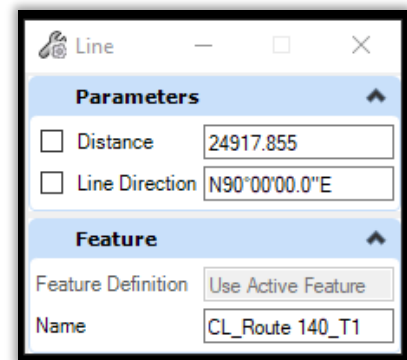 Line
Parameters
Distance 24917.855
Line Direction N90°00'00.0"E
Feature
Feature Definition Use Active Feature
Name CL_Route 140_T1